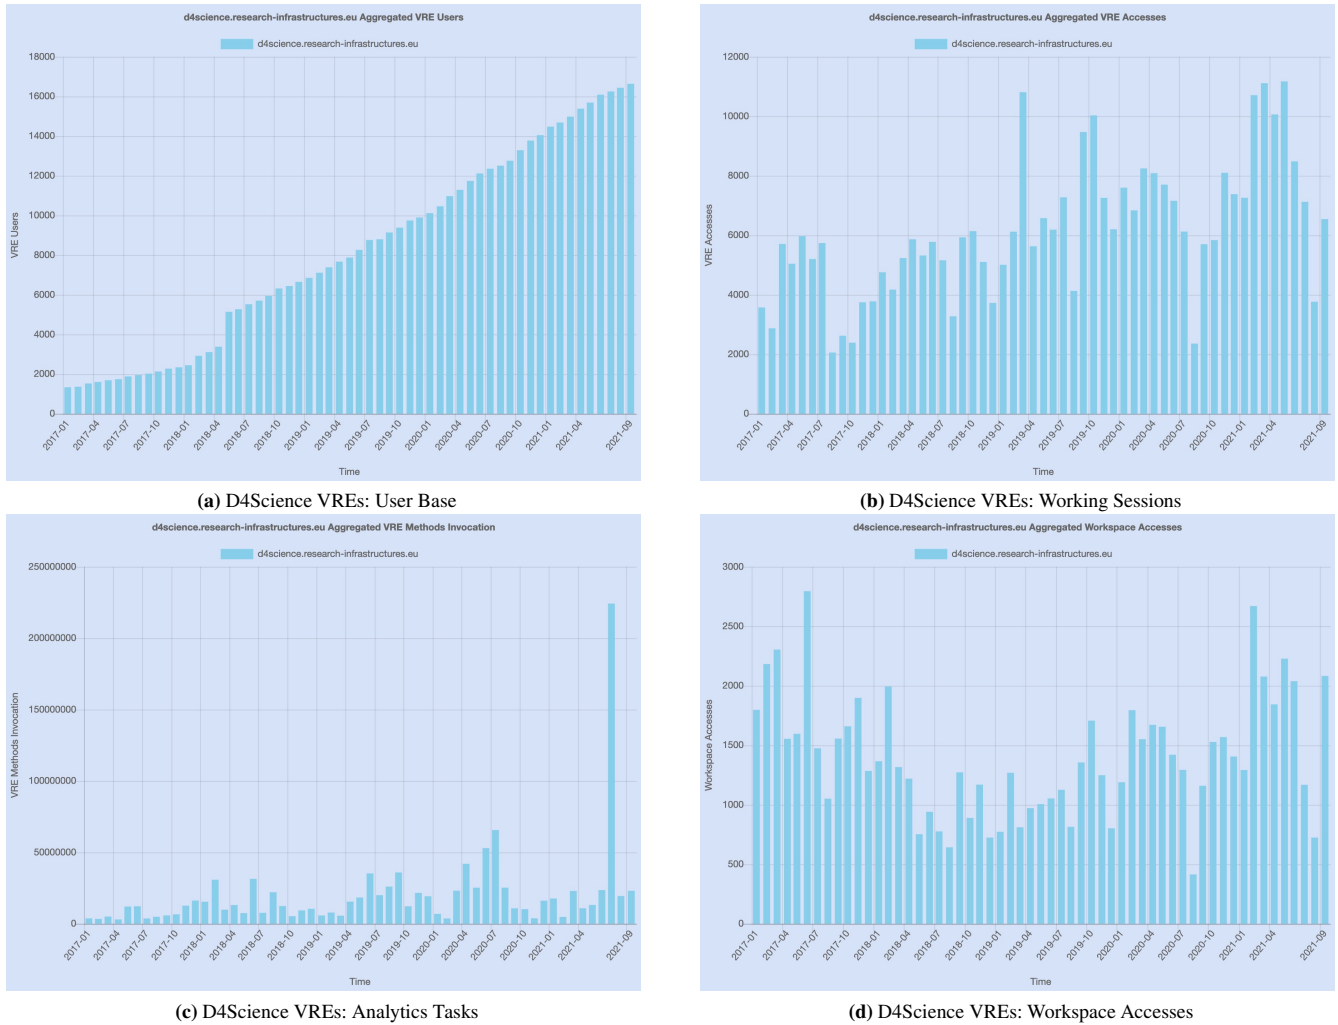 d4science.research-infrastructures.eu Aggregated VRE Users
d4science.research-infrastructures.eu
18000
16000
14000
12000
10000
8000
6000
4000
2000
0
VRE Users
2017-01 2017-04 2017-07 2017-10 2018-01 2018-04 2018-07 2018-10 2019-01 2019-04 2019-07 2019-10 2020-01 2020-04 2020-07 2020-10 2021-01 2021-04 2021-09
Time
(a) D4Science VREs: User Base
d4science.research-infrastructures.eu Aggregated VRE Accesses
d4science.research-infrastructures.eu
12000
10000
8000
6000
4000
2000
0
VRE Accesses
2017-01 2017-04 2017-07 2017-10 2018-01 2018-04 2018-07 2018-10 2019-01 2019-04 2019-07 2019-10 2020-01 2020-04 2020-07 2020-10 2021-01 2021-04 2021-09
Time
(b) D4Science VREs: Working Sessions
d4science.research-infrastructures.eu Aggregated VRE Methods Invocation
d4science.research-infrastructures.eu
250000000
200000000
150000000
100000000
50000000
0
VRE Methods Invocation
2017-01 2017-04 2017-07 2017-10 2018-01 2018-04 2018-07 2018-10 2019-01 2019-04 2019-07 2019-10 2020-01 2020-04 2020-07 2020-10 2021-01 2021-04 2021-09
Time
(c) D4Science VREs: Analytics Tasks
d4science.research-infrastructures.eu Aggregated Workspace Accesses
d4science.research-infrastructures.eu
3000
2500
2000
1500
1000
500
0
Workspace Accesses
2017-01 2017-04 2017-07 2017-10 2018-01 2018-04 2018-07 2018-10 2019-01 2019-04 2019-07 2019-10 2020-01 2020-04 2020-07 2020-10 2021-01 2021-04 2021-09
Time
(d) D4Science VREs: Workspace Accesses